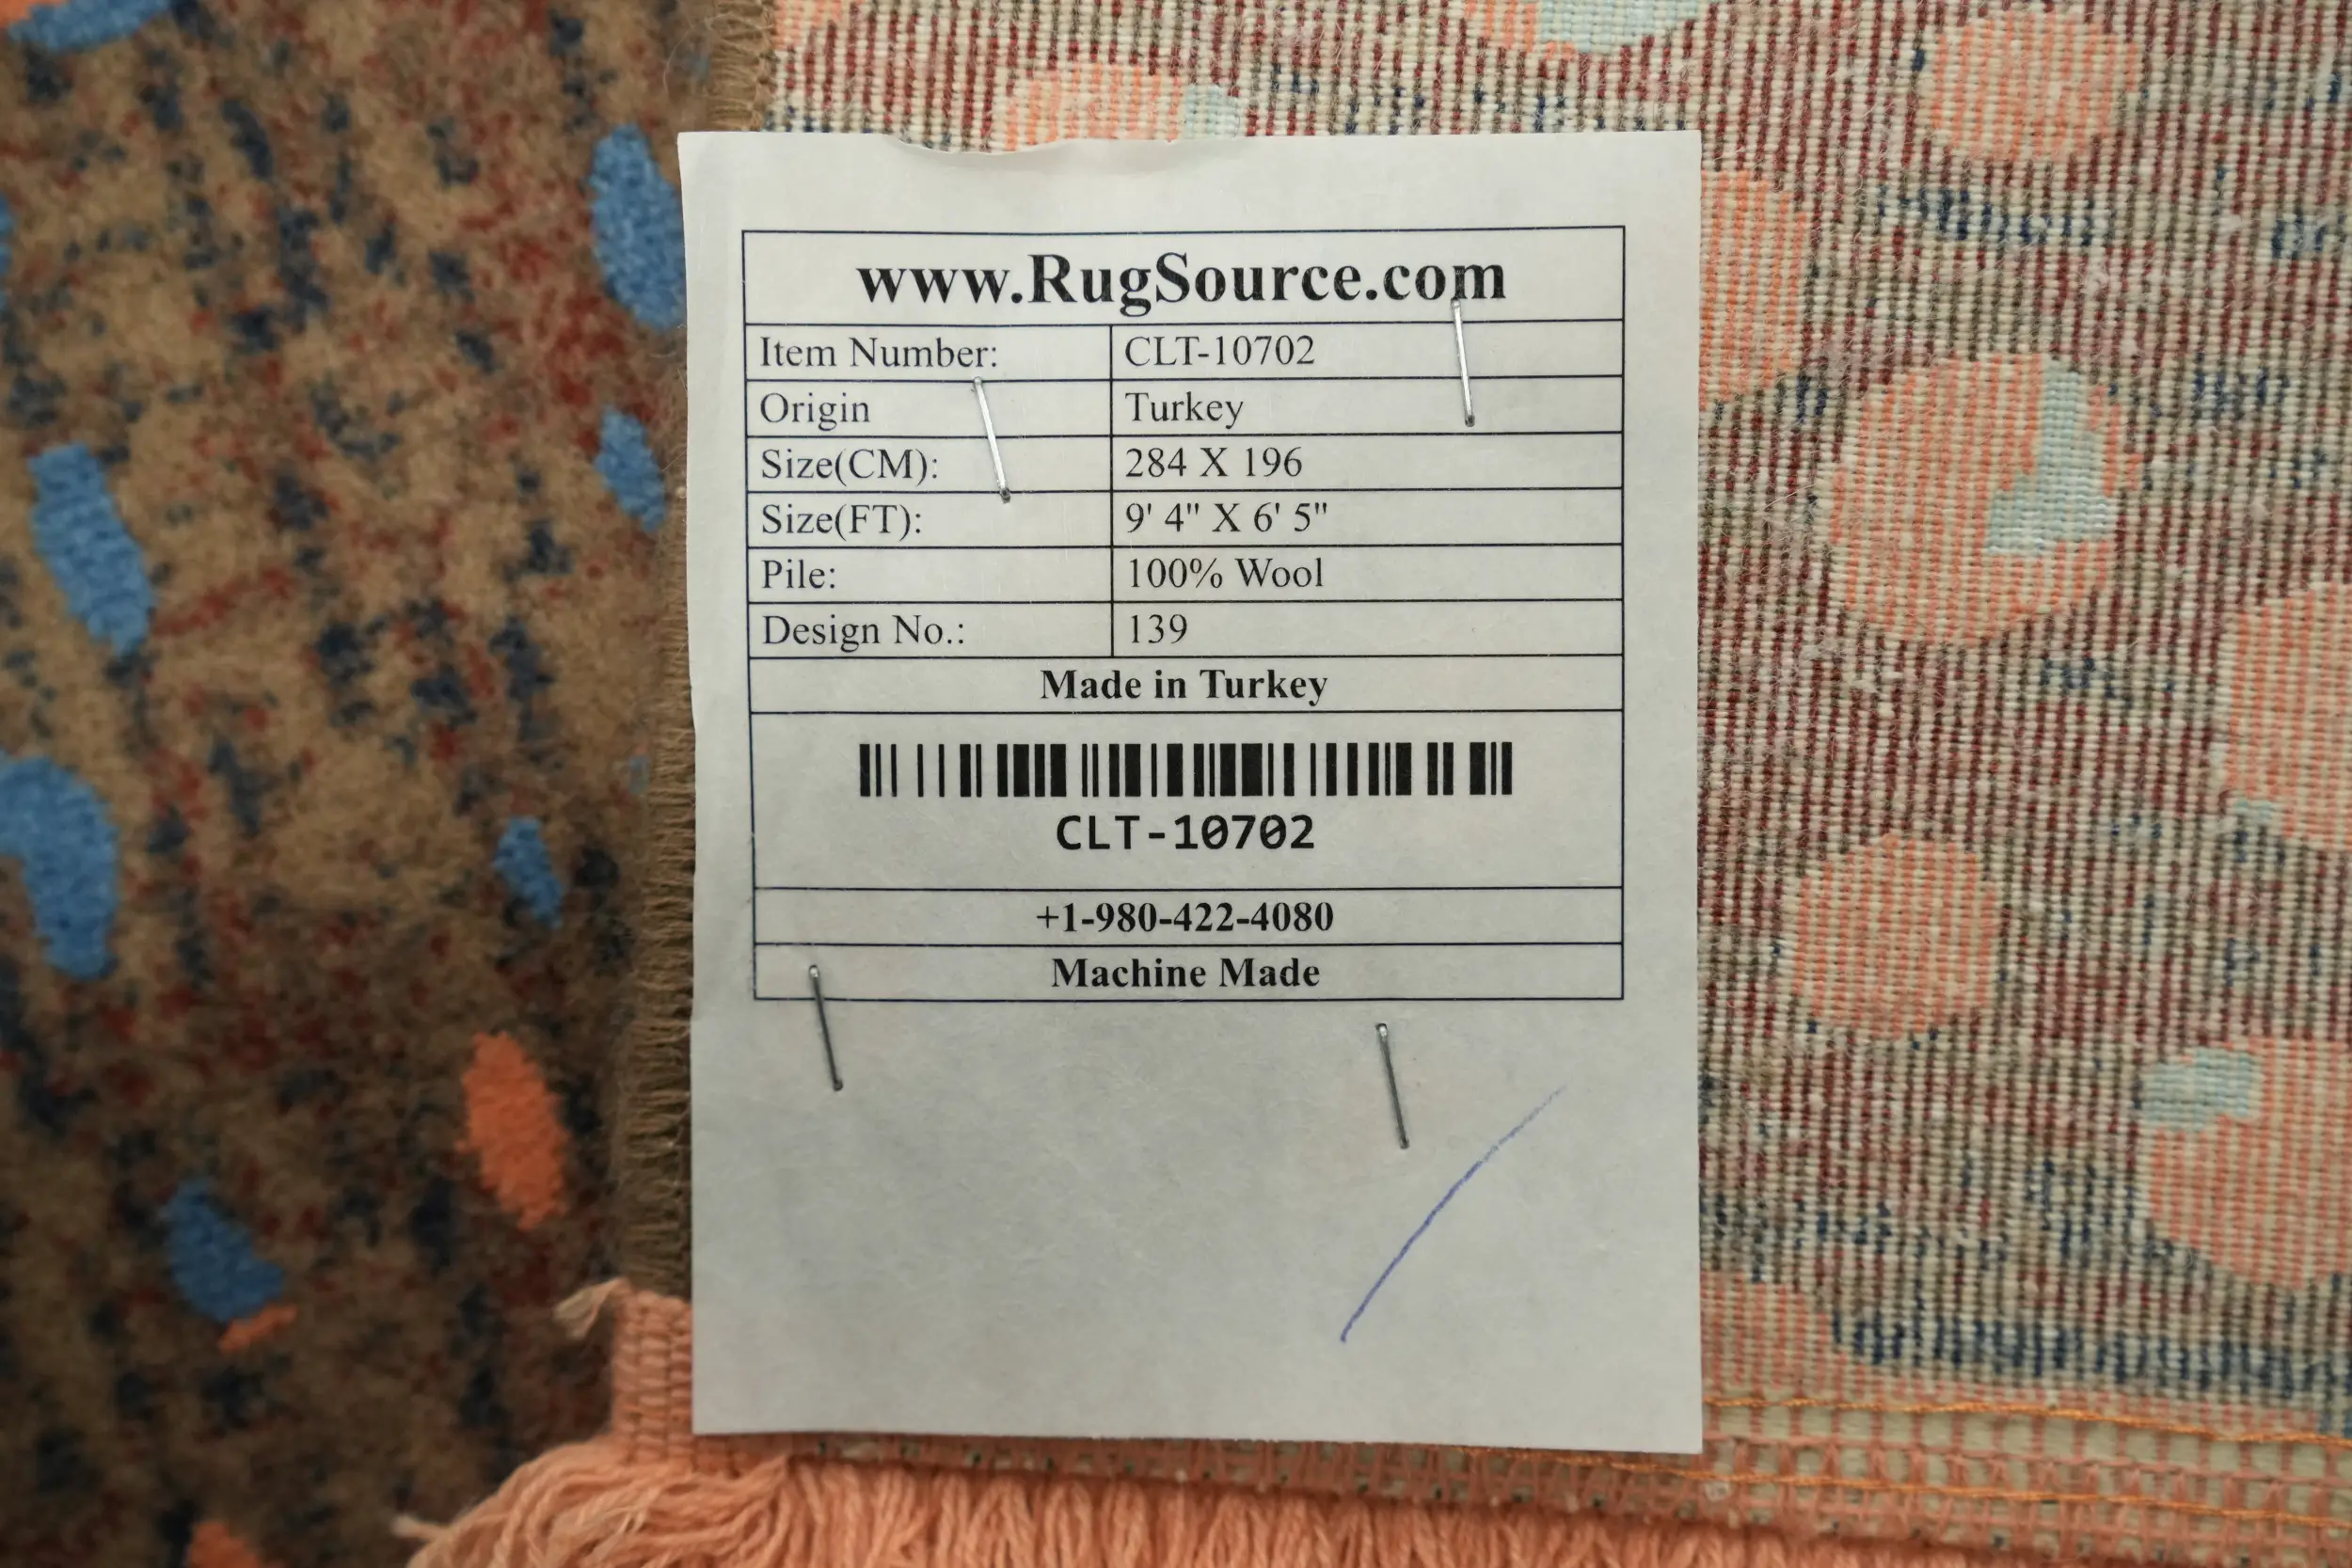 www.RugSource.com
Item Number: CLT-10702
Origin Turkey
Size(CM): 284 X 196
Size(FT): 9' 4" X 6' 5"
Pile: 100% Wool
Design No.: 139
Made in Turkey
CLT-10702
+1-980-422-4080
Machine Made